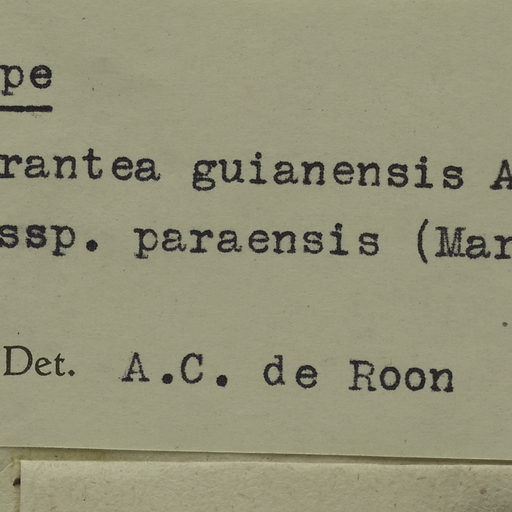 pe
rantea guianensis A
ssp. paraensis (Mar
Det. A.C. de Roon